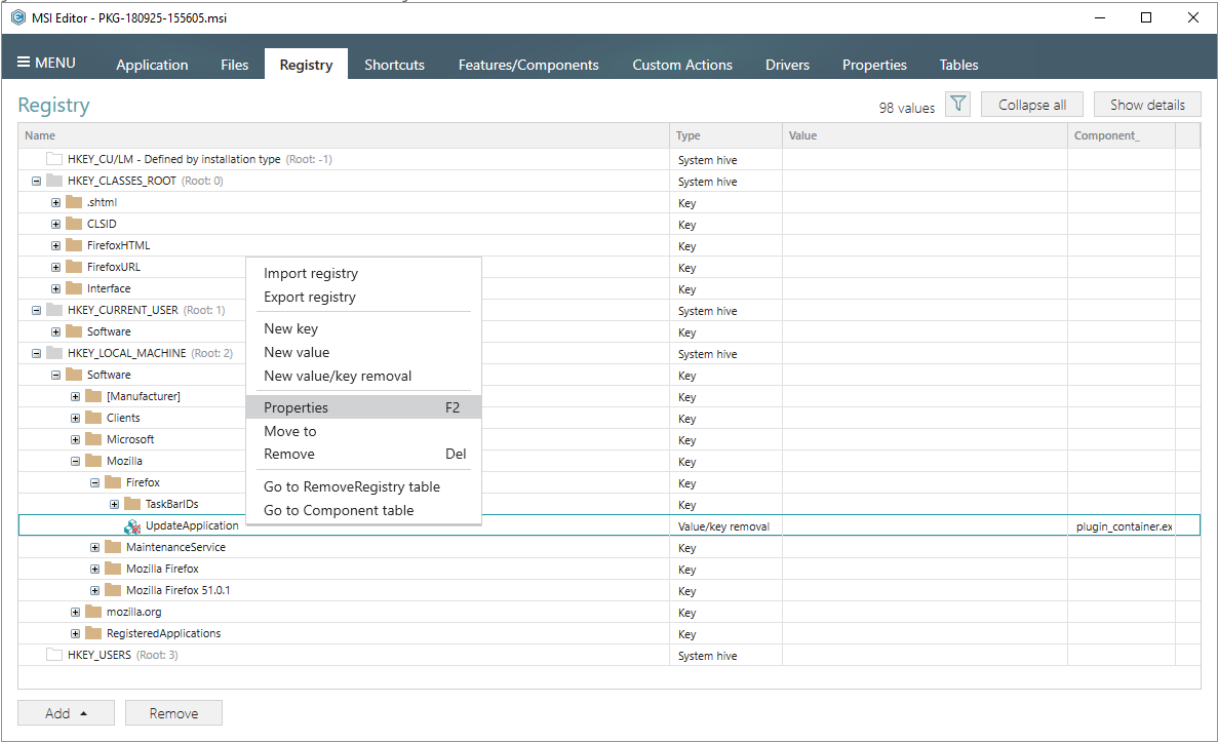 MSI Editor - PKG-180925-155605.msi
MENU Application Files Registry Shortcuts Features/Components Custom Actions Drivers Properties Tables
Registry 98 values Collapse all Show details
Name Type Value Component_
HKEY_CU/LM - Defined by installation type (Root: -1) System hive
HKEY_CLASSES_ROOT (Root: 0) System hive
.shtml Key
CLSID Key
FirefoxHTML Key
FirefoxURL Key
Interface Key
HKEY_CURRENT_USER (Root: 1) System hive
Software Key
HKEY_LOCAL_MACHINE (Root: 2) System hive
Software Key
[Manufacturer] Key
Clients Key
Microsoft Key
Mozilla Key
Firefox Key
TaskBarIDs Key
UpdateApplication Value/key removal plugin_container.ex
MaintenanceService Key
Mozilla Firefox Key
Mozilla Firefox 51.0.1 Key
mozilla.org Key
RegisteredApplications Key
HKEY_USERS (Root: 3) System hive
Import registry
Export registry
New key
New value
New value/key removal
Properties F2
Move to
Remove Del
Go to RemoveRegistry table
Go to Component table
Add Remove